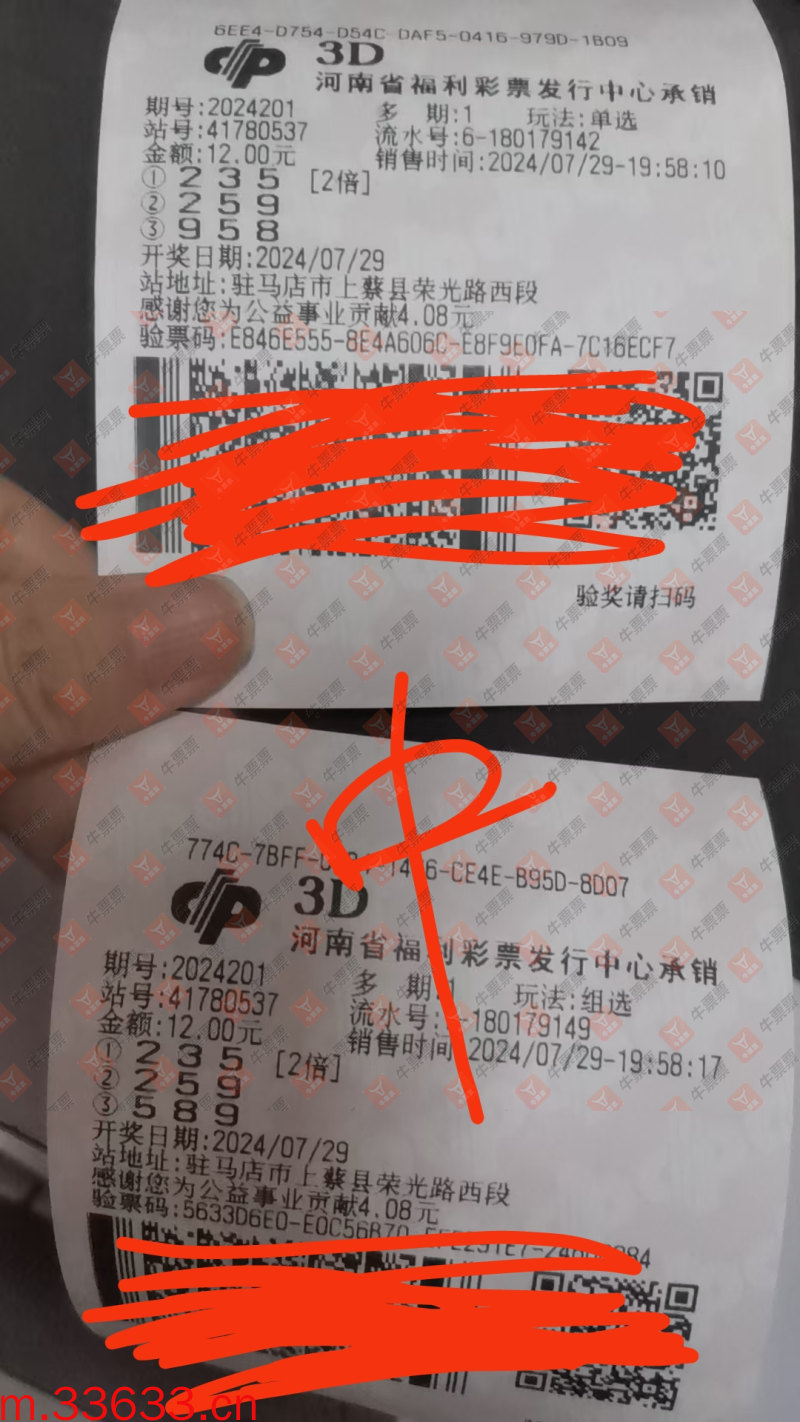 6EE4-D754-D54C-DAF5-0416-979D-1B09
3D
河南省福利彩票发行中心承销
期号:2024201 多 期:1 玩法:单选
站号:41780537 流水号:6-180179142
金额:12.00元 销售时间:2024/07/29-19:58:10
① 2 3 5 [2倍]
② 2 5 9
③ 9 5 8
开奖日期:2024/07/29
站地址:驻马店市上蔡县荣光路西段
感谢您为公益事业贡献4.08元
验票码:E846E555-8E4A606C-E8F9E0FA-7C16ECF7
验奖请扫码
中
774C-7BFF- -CE4E-B95D-8D07
3D
河南省福利彩票发行中心承销
期号:2024201 多 期:1 玩法:组选
站号:41780537 流水号: -180179149
金额:12.00元 销售时间 2024/07/29-19:58:17
① 2 3 5 [2倍]
② 2 5 9
③ 5 8 9
开奖日期:2024/07/29
站地址:驻马店市上蔡县荣光路西段
感谢您为公益事业贡献4.08元
验票码:5633D6E0-E0C56B70-
牛票票
m.33633.cn